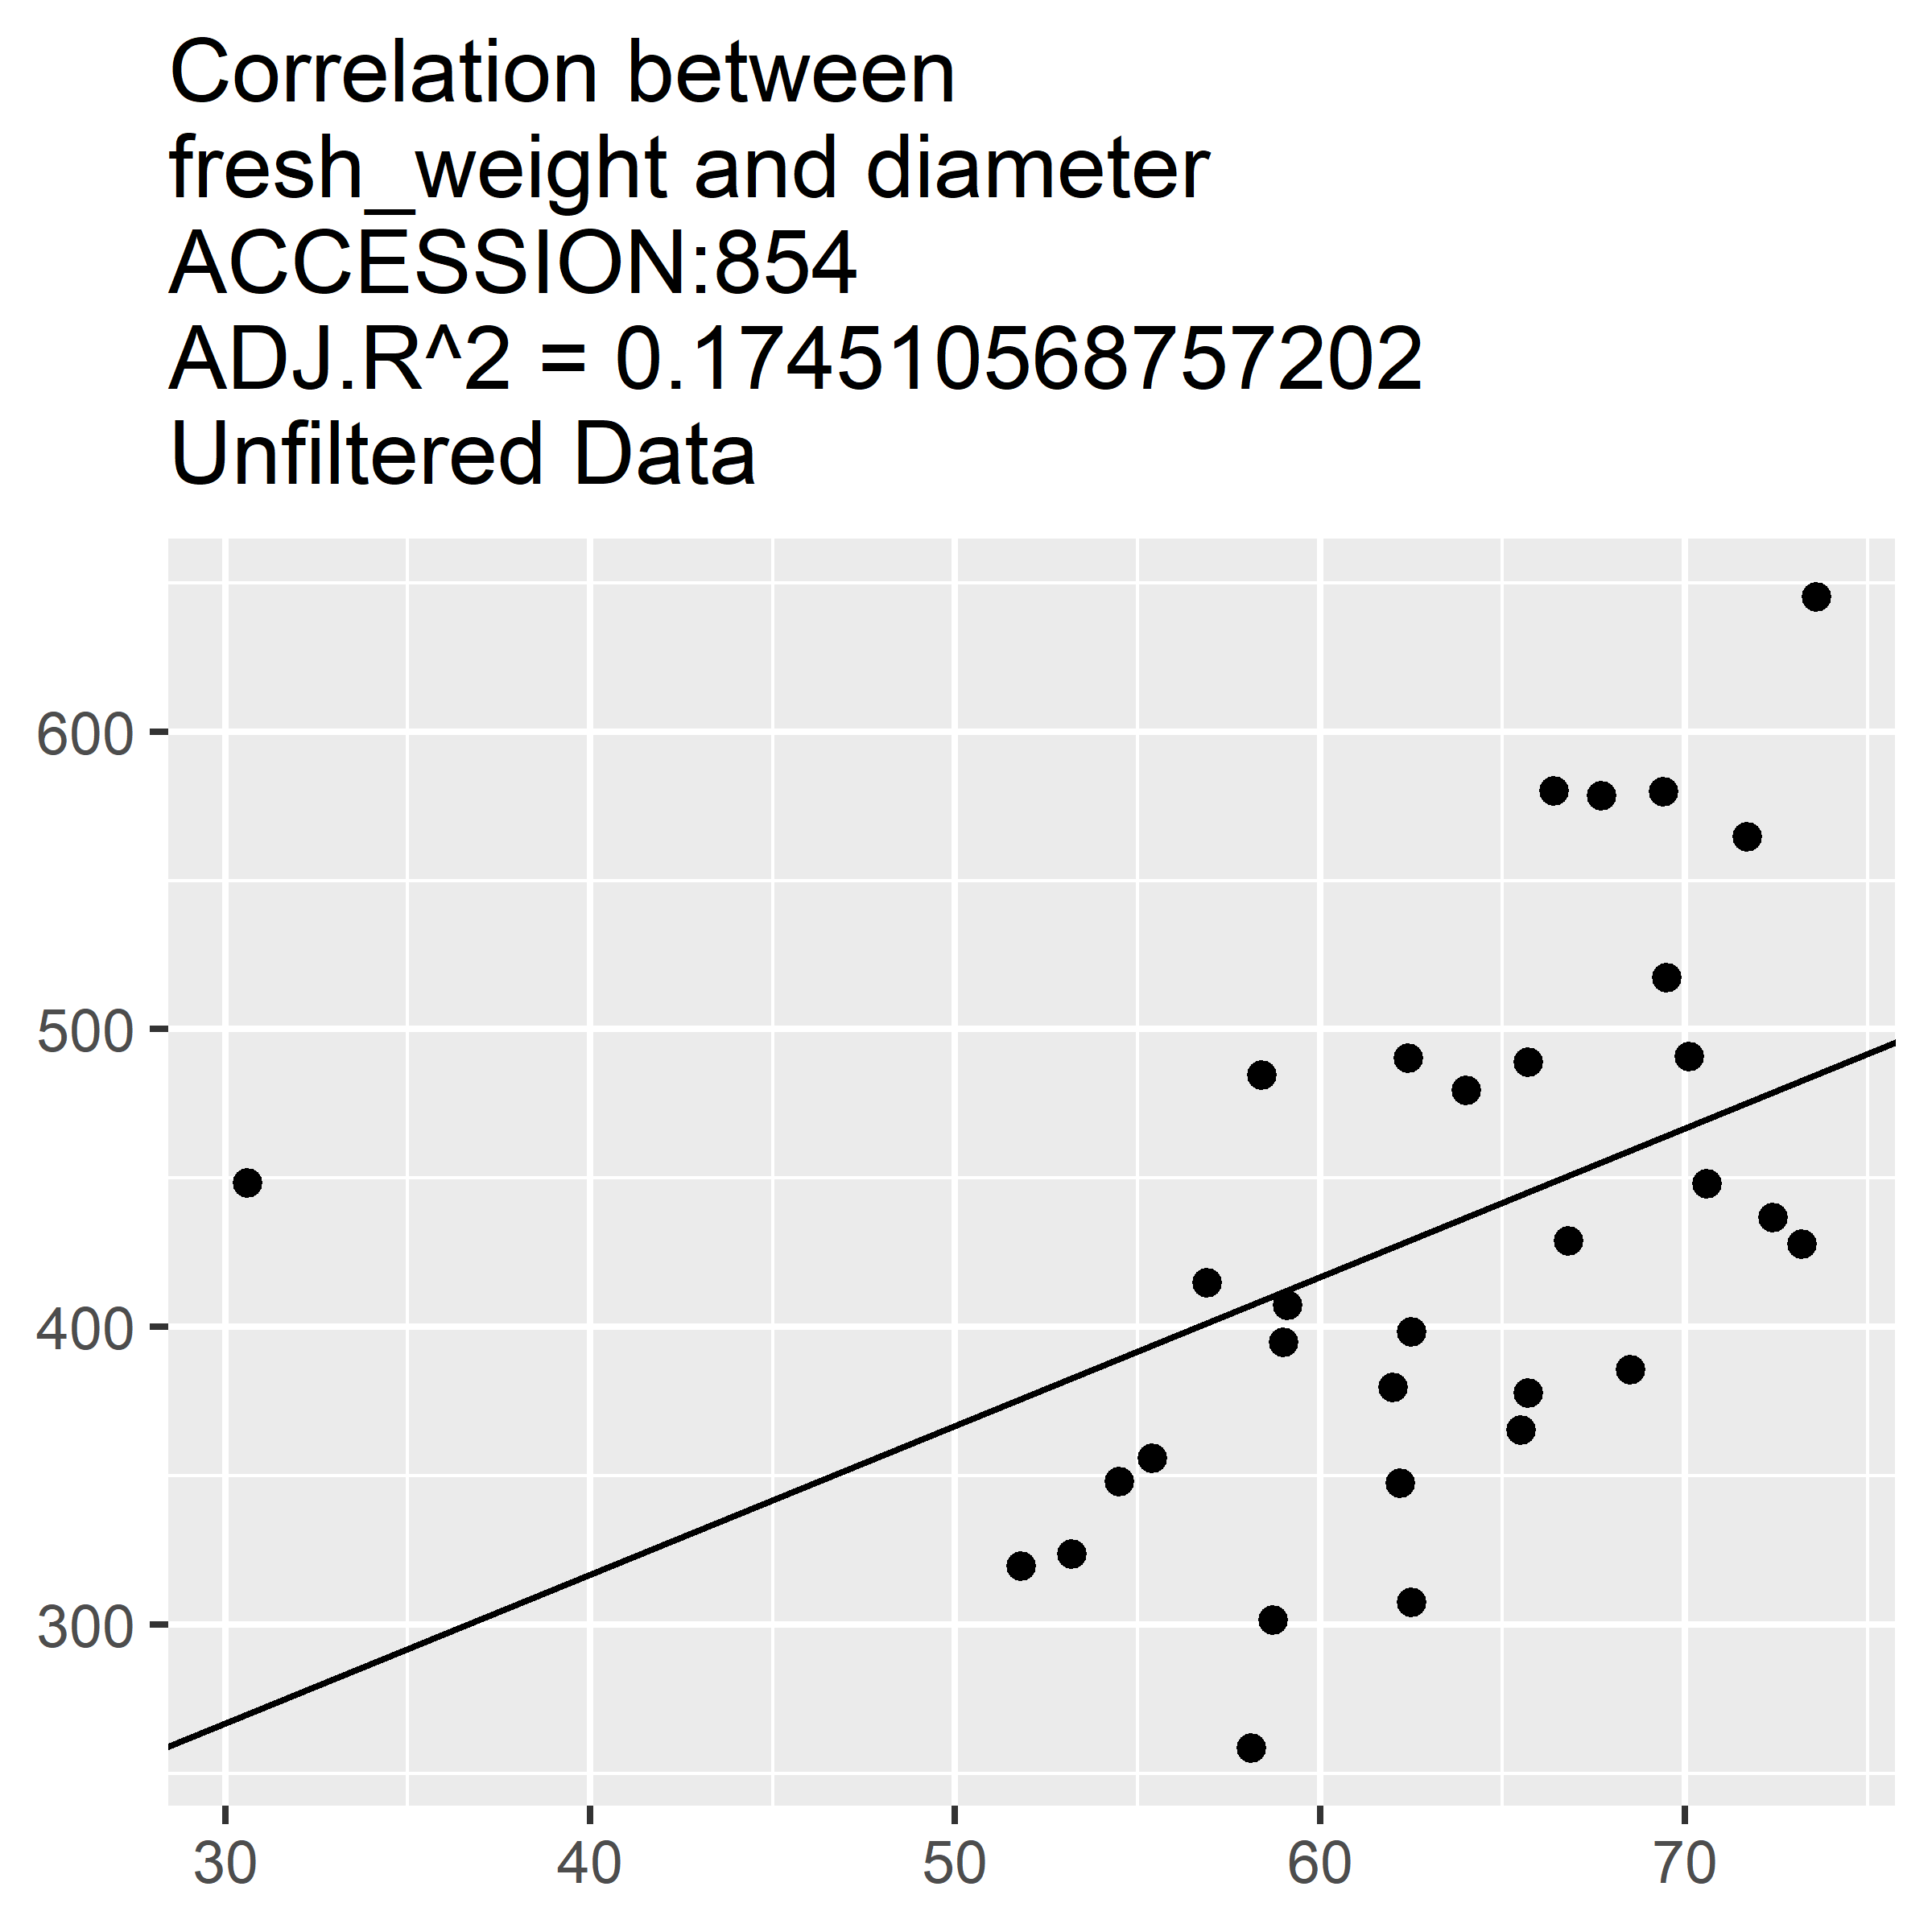 Correlation between
fresh_weight and diameter
ACCESSION:854
ADJ.R^2 = 0.174510568757202
Unfiltered Data
600
500
400
300
30 40 50 60 70